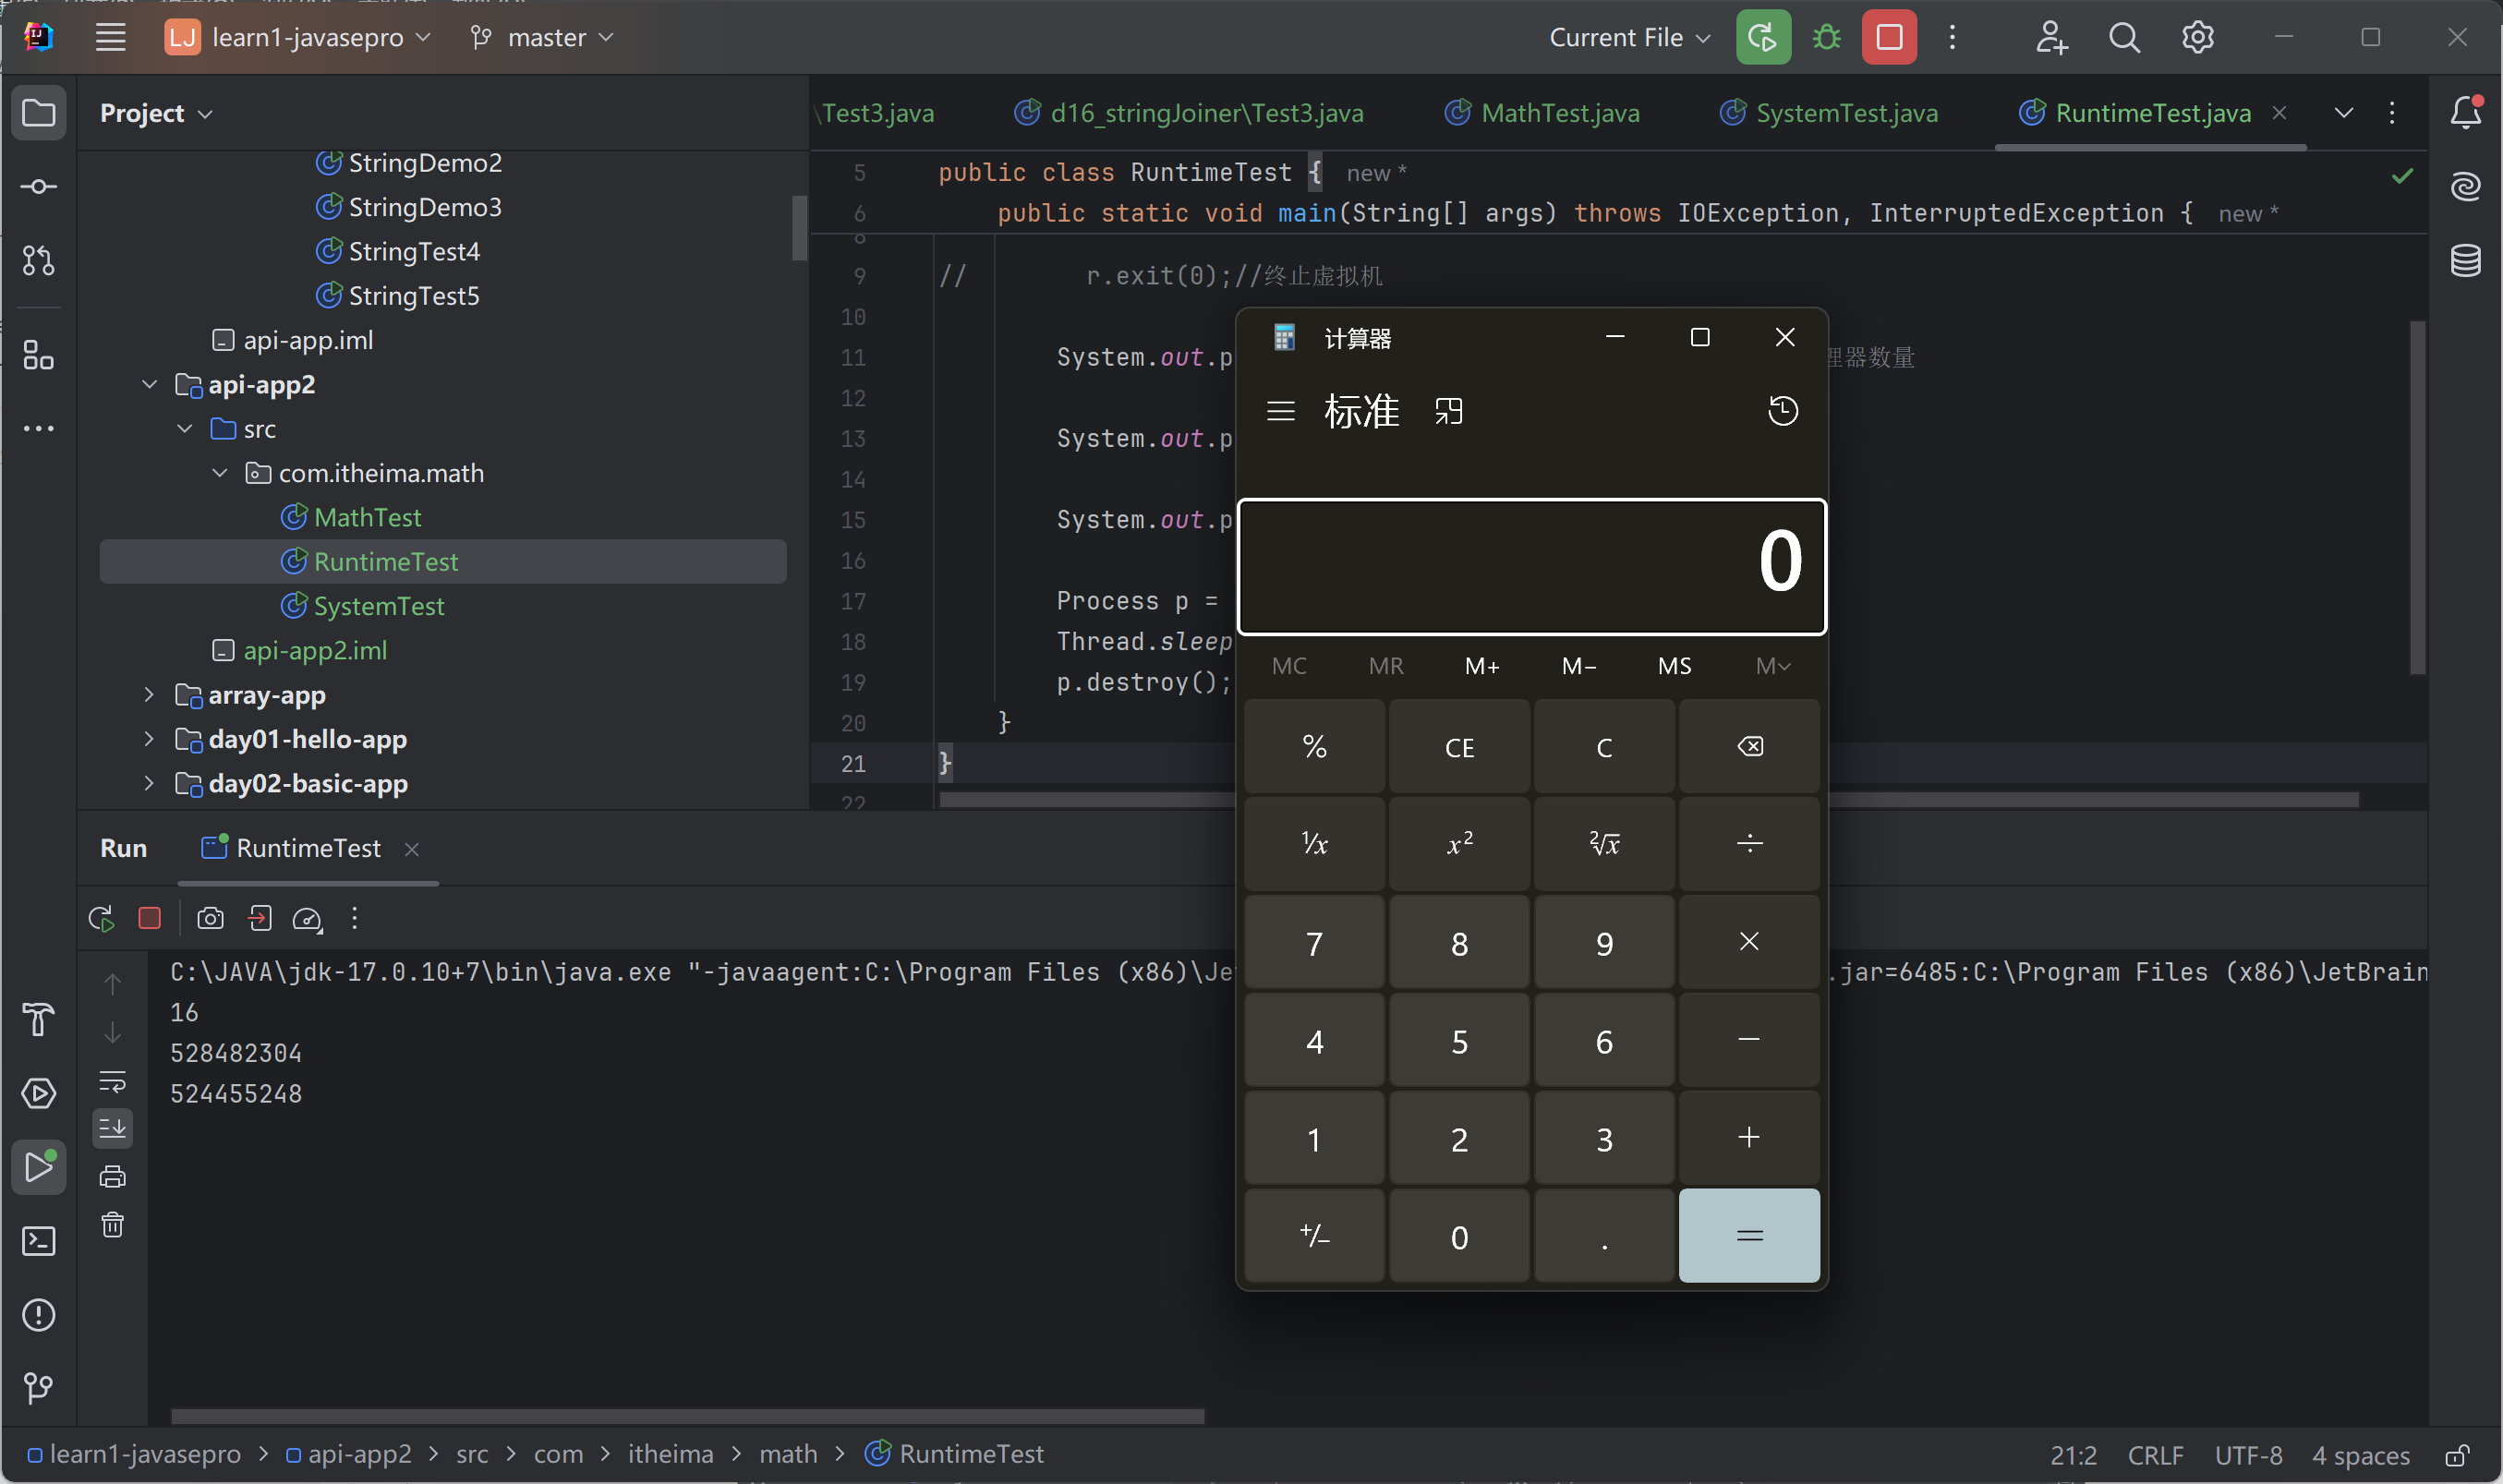 LJ learn1-javasepro master Current File
Project
\Test3.java d16_stringJoiner\Test3.java MathTest.java SystemTest.java RuntimeTest.java
StringDemo2
StringDemo3
StringTest4
StringTest5
api-app.iml
api-app2
src
com.itheima.math
MathTest
RuntimeTest
SystemTest
api-app2.iml
array-app
day01-hello-app
day02-basic-app
5 public class RuntimeTest { new *
6 public static void main(String[] args) throws IOException, InterruptedException { new *
8
9 // r.exit(0);//终止虚拟机
10
11 System.out.p 理器数量
12
13 System.out.p
14
15 System.out.p
16
17 Process p =
18 Thread.sleep
19 p.destroy();
20 }
21 }
22
计算器
标准
0
MC MR M+ M− MS M
% CE C
¹/x x² ²√x ÷
7 8 9 ×
4 5 6 −
1 2 3 +
+/− 0 . =
Run RuntimeTest
C:\JAVA\jdk-17.0.10+7\bin\java.exe "-javaagent:C:\Program Files (x86)\Je .jar=6485:C:\Program Files (x86)\JetBrain
16
528482304
524455248
learn1-javasepro > api-app2 > src > com > itheima > math > RuntimeTest
21:2 CRLF UTF-8 4 spaces